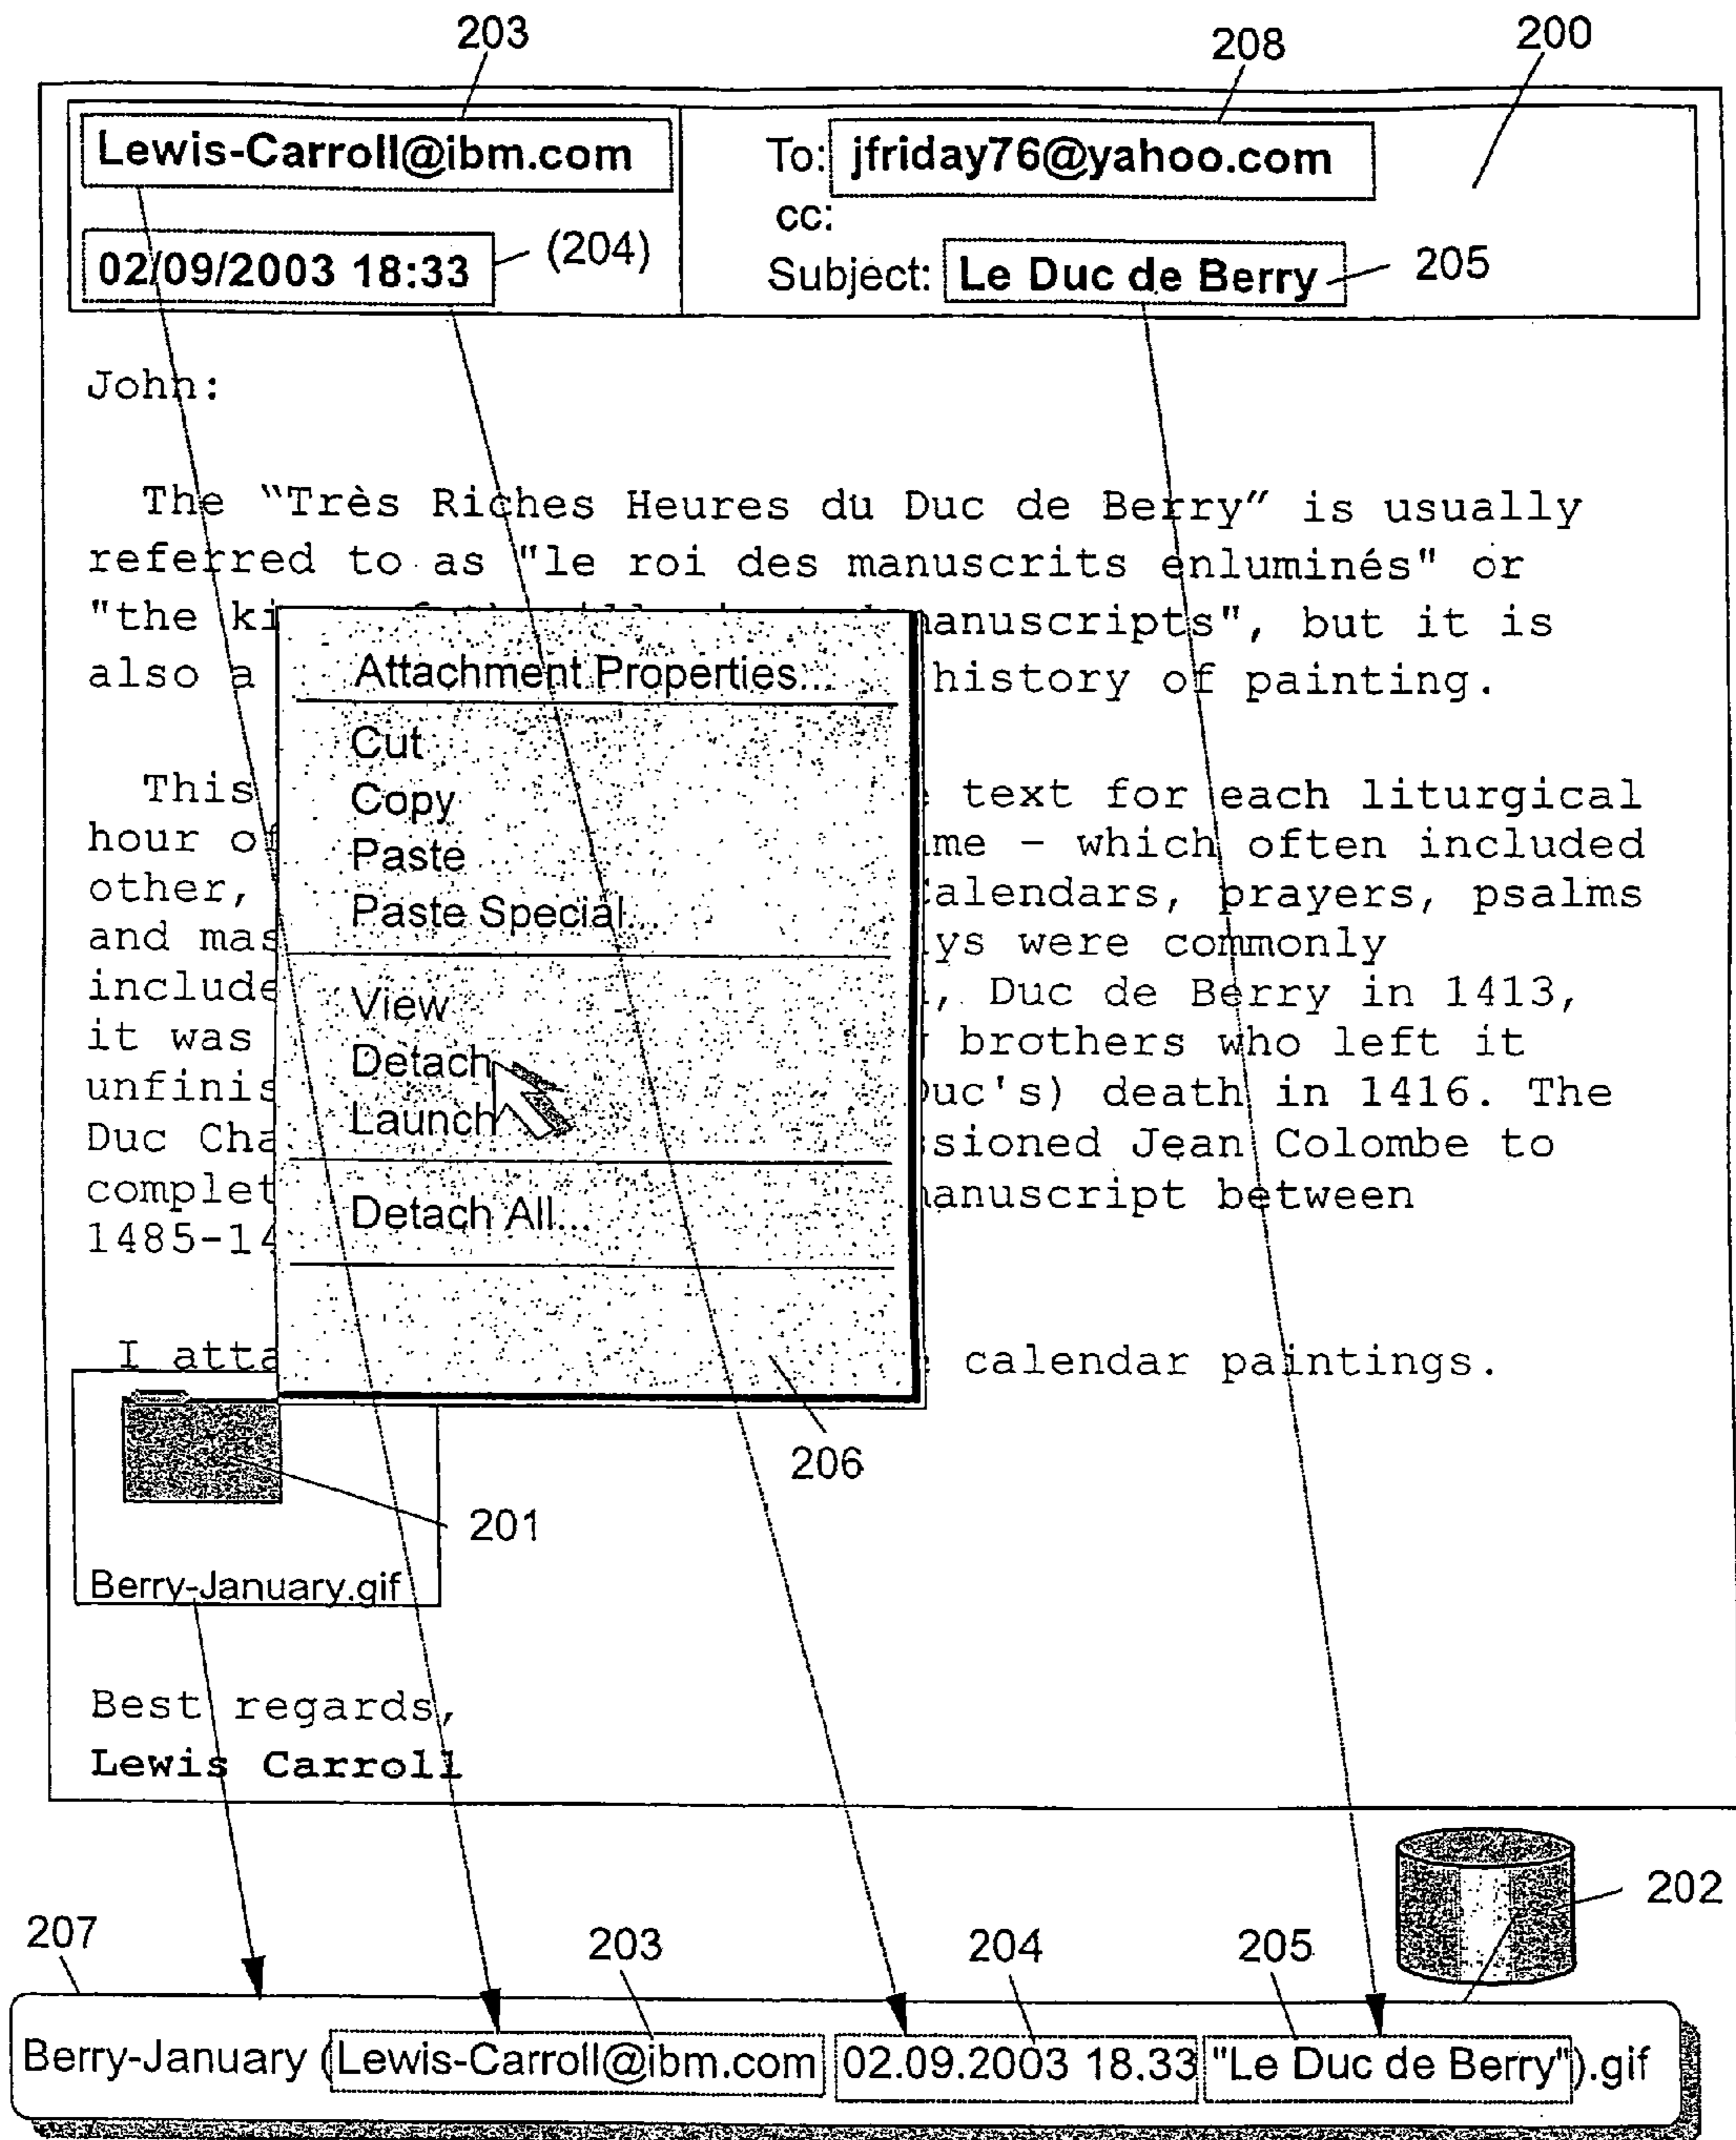 203 208 200
Lewis-Carroll@ibm.com To: jfriday76@yahoo.com
cc:
02/09/2003 18:33 (204) Subject: Le Duc de Berry 205
John:
The “Très Riches Heures du Duc de Berry” is usually
referred to as "le roi des manuscrits enluminés" or
"the manuscripts", but it is
also a history of painting.
This text for each liturgical
hour of me – which often included
other, alendars, prayers, psalms
and mas ys were commonly
include , Duc de Berry in 1413,
it was brothers who left it
unfinis uc's) death in 1416. The
Duc Cha sioned Jean Colombe to
complet anuscript between
1485-14
I atta calendar paintings.
Attachment Properties...
Cut
Copy
Paste
Paste Special...
View
Detach
Launch
Detach All...
206
201
Berry-January.gif
Best regards,
Lewis Carroll
202
207 203 204 205
Berry-January (Lewis-Carroll@ibm.com 02.09.2003 18.33 "Le Duc de Berry").gif